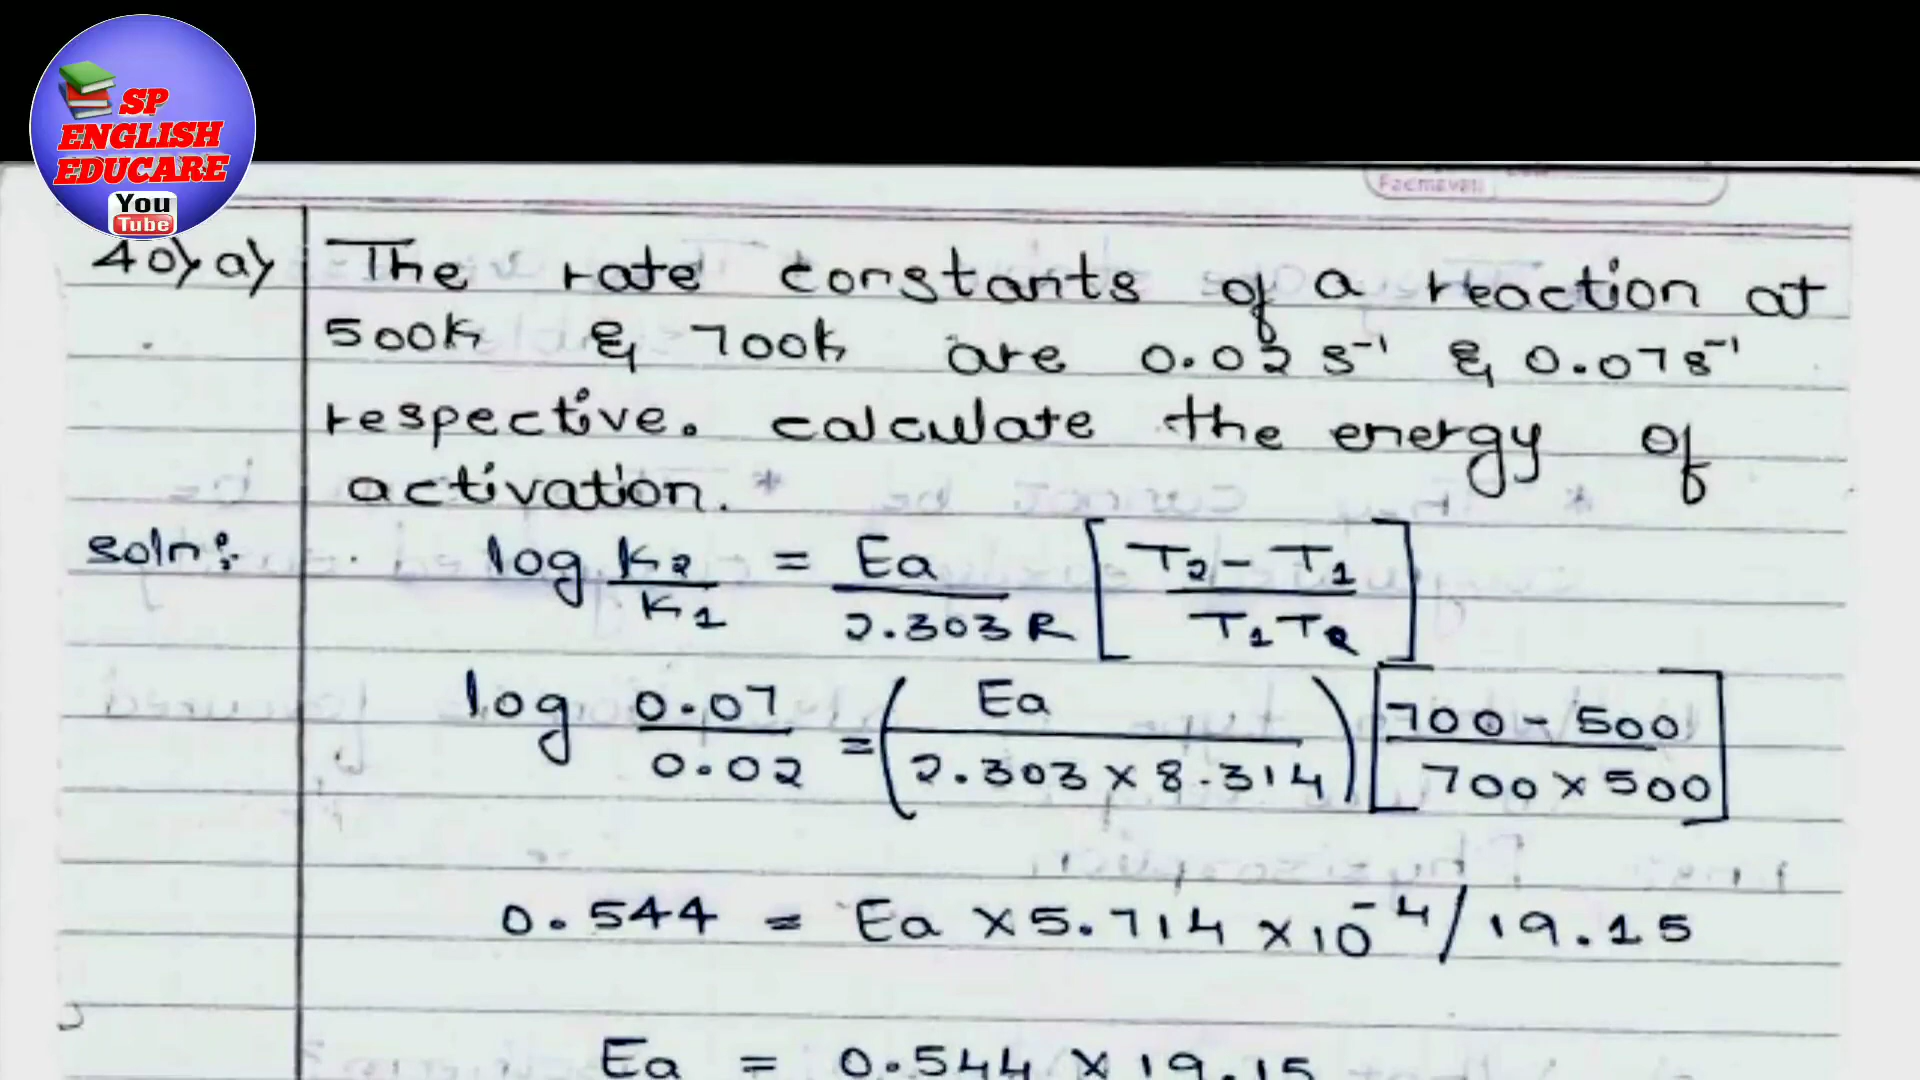 SP
ENGLISH
EDUCARE
You
Tube
40) a) The rate constants of a reaction at
500k & 700k are 0.02 s⁻¹ & 0.07 s⁻¹
respective. calculate the energy of
activation.
soln: log K2/K1 = Ea/2.303R [T2 - T1/T1 T2]
log 0.07/0.02 = (Ea/2.303 × 8.314) [700 - 500/700 × 500]
0.544 = Ea × 5.714 × 10⁻⁴/19.15
Ea = 0.544 × 19.15